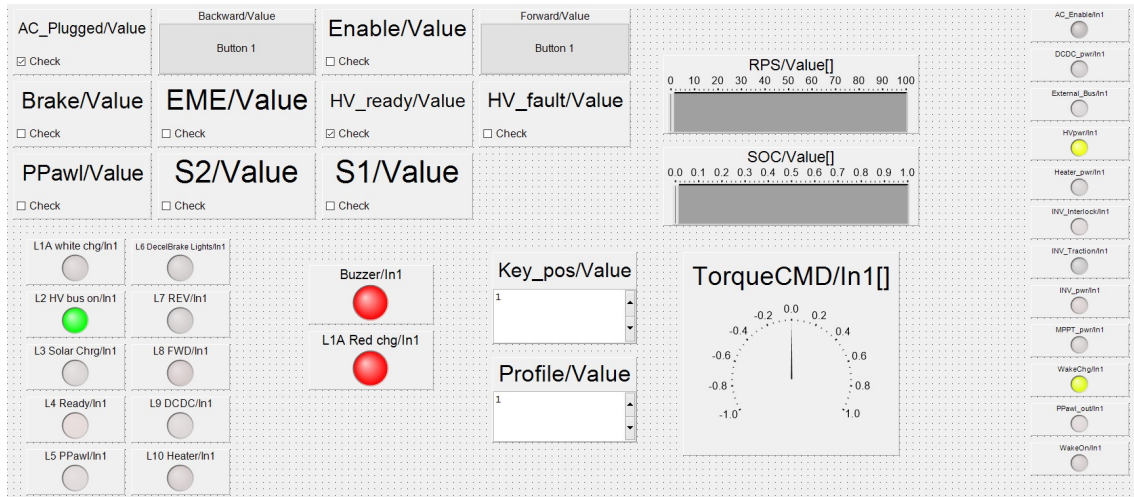 AC_Plugged/Value
Check
Backward/Value
Button 1
Enable/Value
Check
Forward/Value
Button 1
Brake/Value
Check
EME/Value
Check
HV_ready/Value
Check
HV_fault/Value
Check
PPawl/Value
Check
S2/Value
Check
S1/Value
Check
RPS/Value[]
0 10 20 30 40 50 60 70 80 90 100
SOC/Value[]
0.0 0.1 0.2 0.3 0.4 0.5 0.6 0.7 0.8 0.9 1.0
L1A white chg/In1
L6 DecelBrake Lights/In1
L2 HV bus on/In1
L7 REV/In1
L3 Solar Chrg/In1
L8 FWD/In1
L4 Ready/In1
L9 DCDC/In1
L5 PPawl/In1
L10 Heater/In1
Buzzer/In1
L1A Red chg/In1
Key_pos/Value
1
Profile/Value
1
TorqueCMD/In1[]
-1.0 -0.8 -0.6 -0.4 -0.2 0.0 0.2 0.4 0.6 0.8 1.0
AC_Enable/In1
DCDC_pwr/In1
External_Bus/In1
HVpwr/In1
Heater_pwr/In1
INV_Interlock/In1
INV_Traction/In1
INV_pwr/In1
MPPT_pwr/In1
WakeChg/In1
PPawl_out/In1
WakeOn/In1